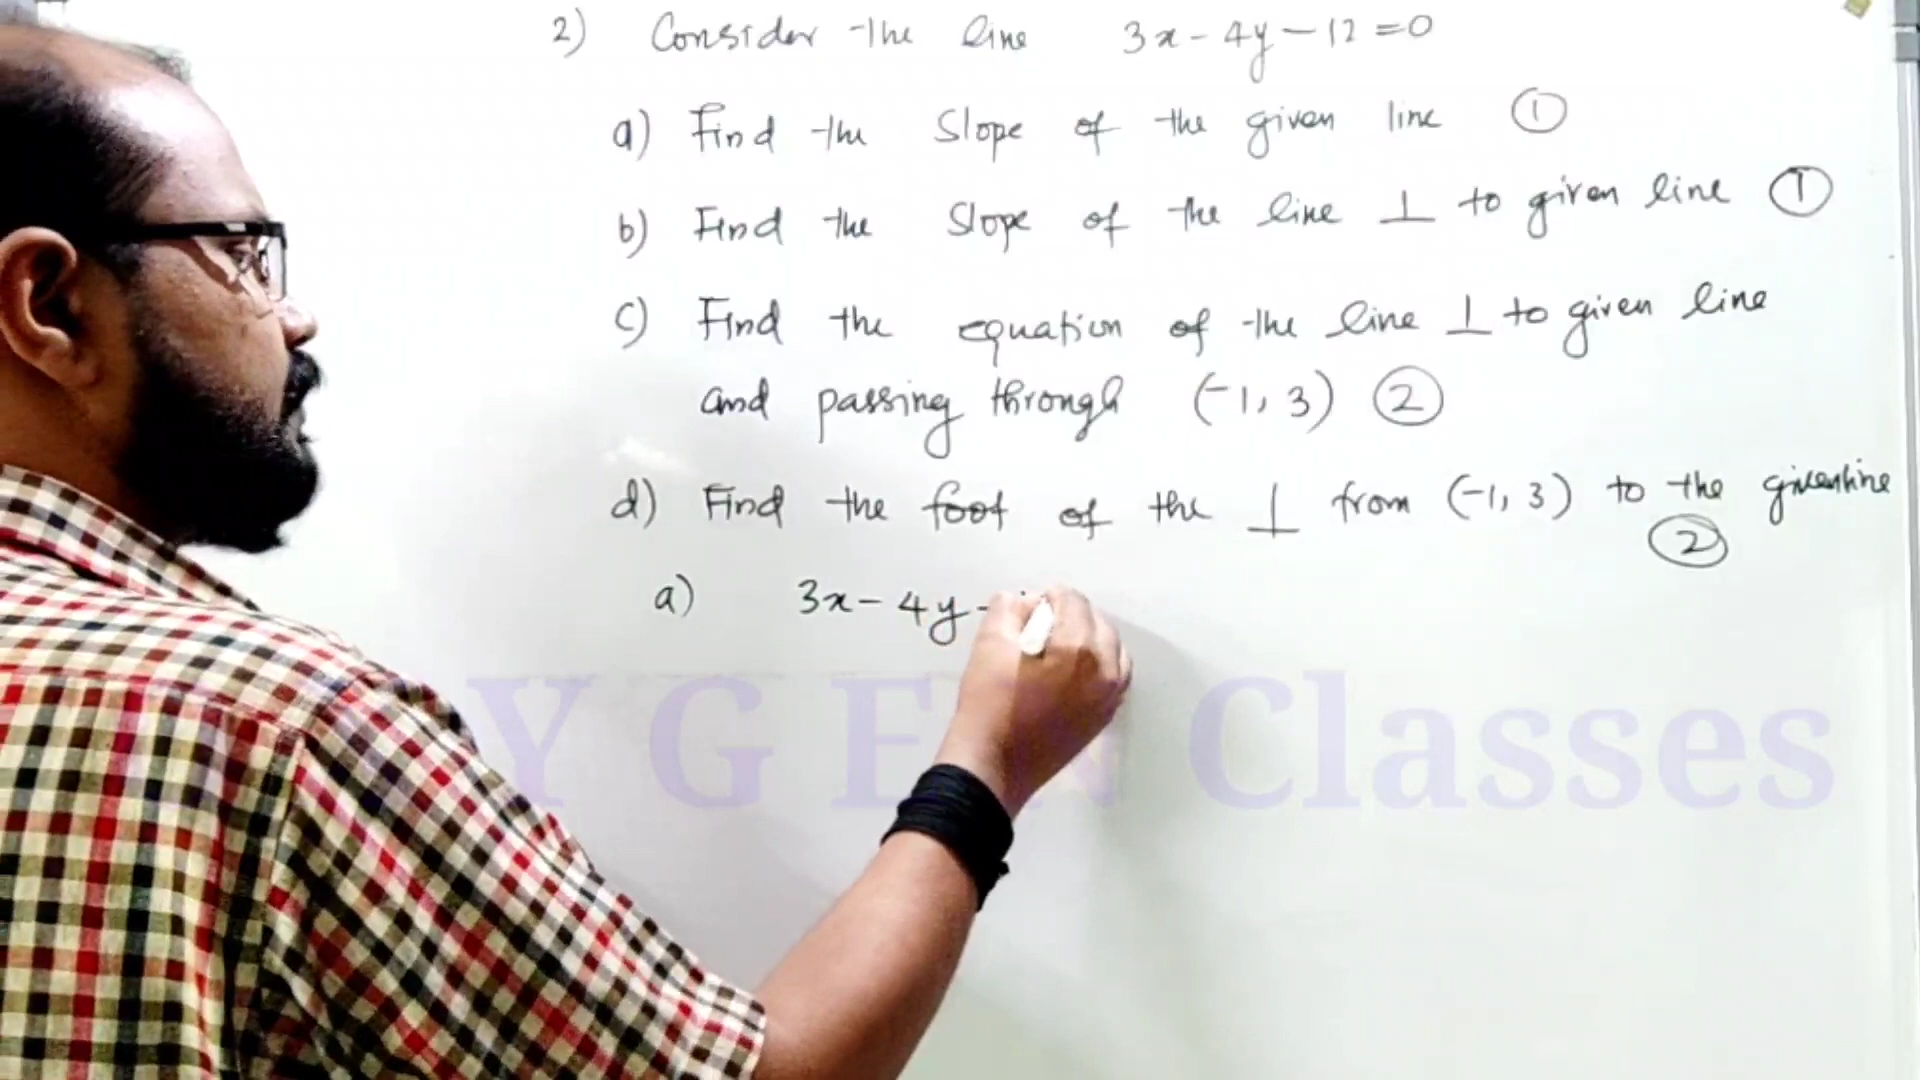 2) Consider the line 3x - 4y - 12 = 0
a) Find the Slope of the given line ①
b) Find the Slope of the line ⊥ to given line ①
c) Find the equation of the line ⊥ to given line
and passing through (-1, 3) ②
d) Find the foot of the ⊥ from (-1, 3) to the given line
②
a) 3x - 4y -
Y G E N Classes